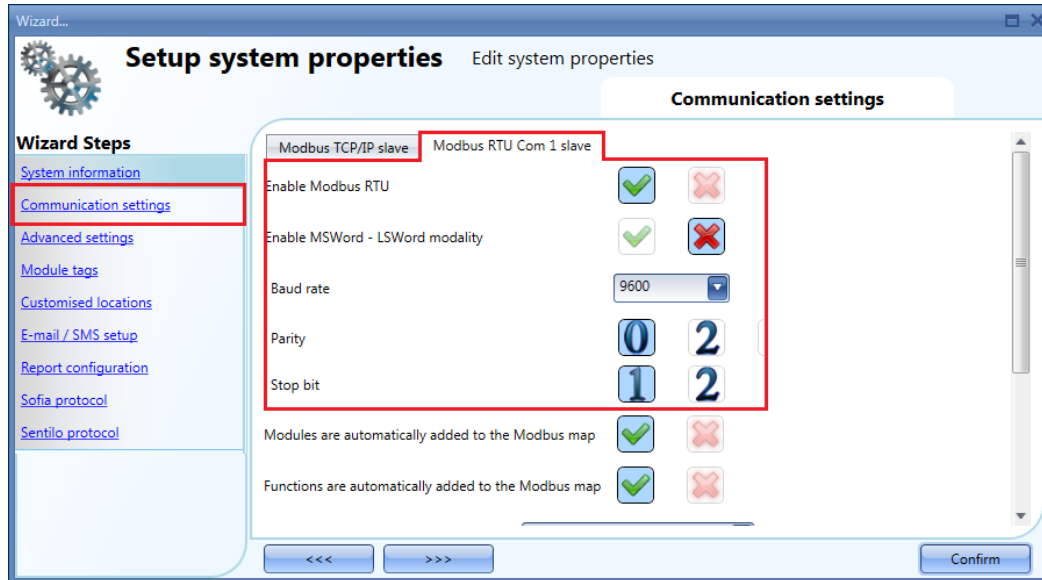 Wizard...
Setup system properties Edit system properties
Communication settings
Wizard Steps
System information
Communication settings
Advanced settings
Module tags
Customised locations
E-mail / SMS setup
Report configuration
Sofia protocol
Sentilo protocol
Modbus TCP/IP slave Modbus RTU Com 1 slave
Enable Modbus RTU
Enable MSWord - LSWord modality
Baud rate 9600
Parity 0 2
Stop bit 1 2
Modules are automatically added to the Modbus map
Functions are automatically added to the Modbus map
<<< >>> Confirm